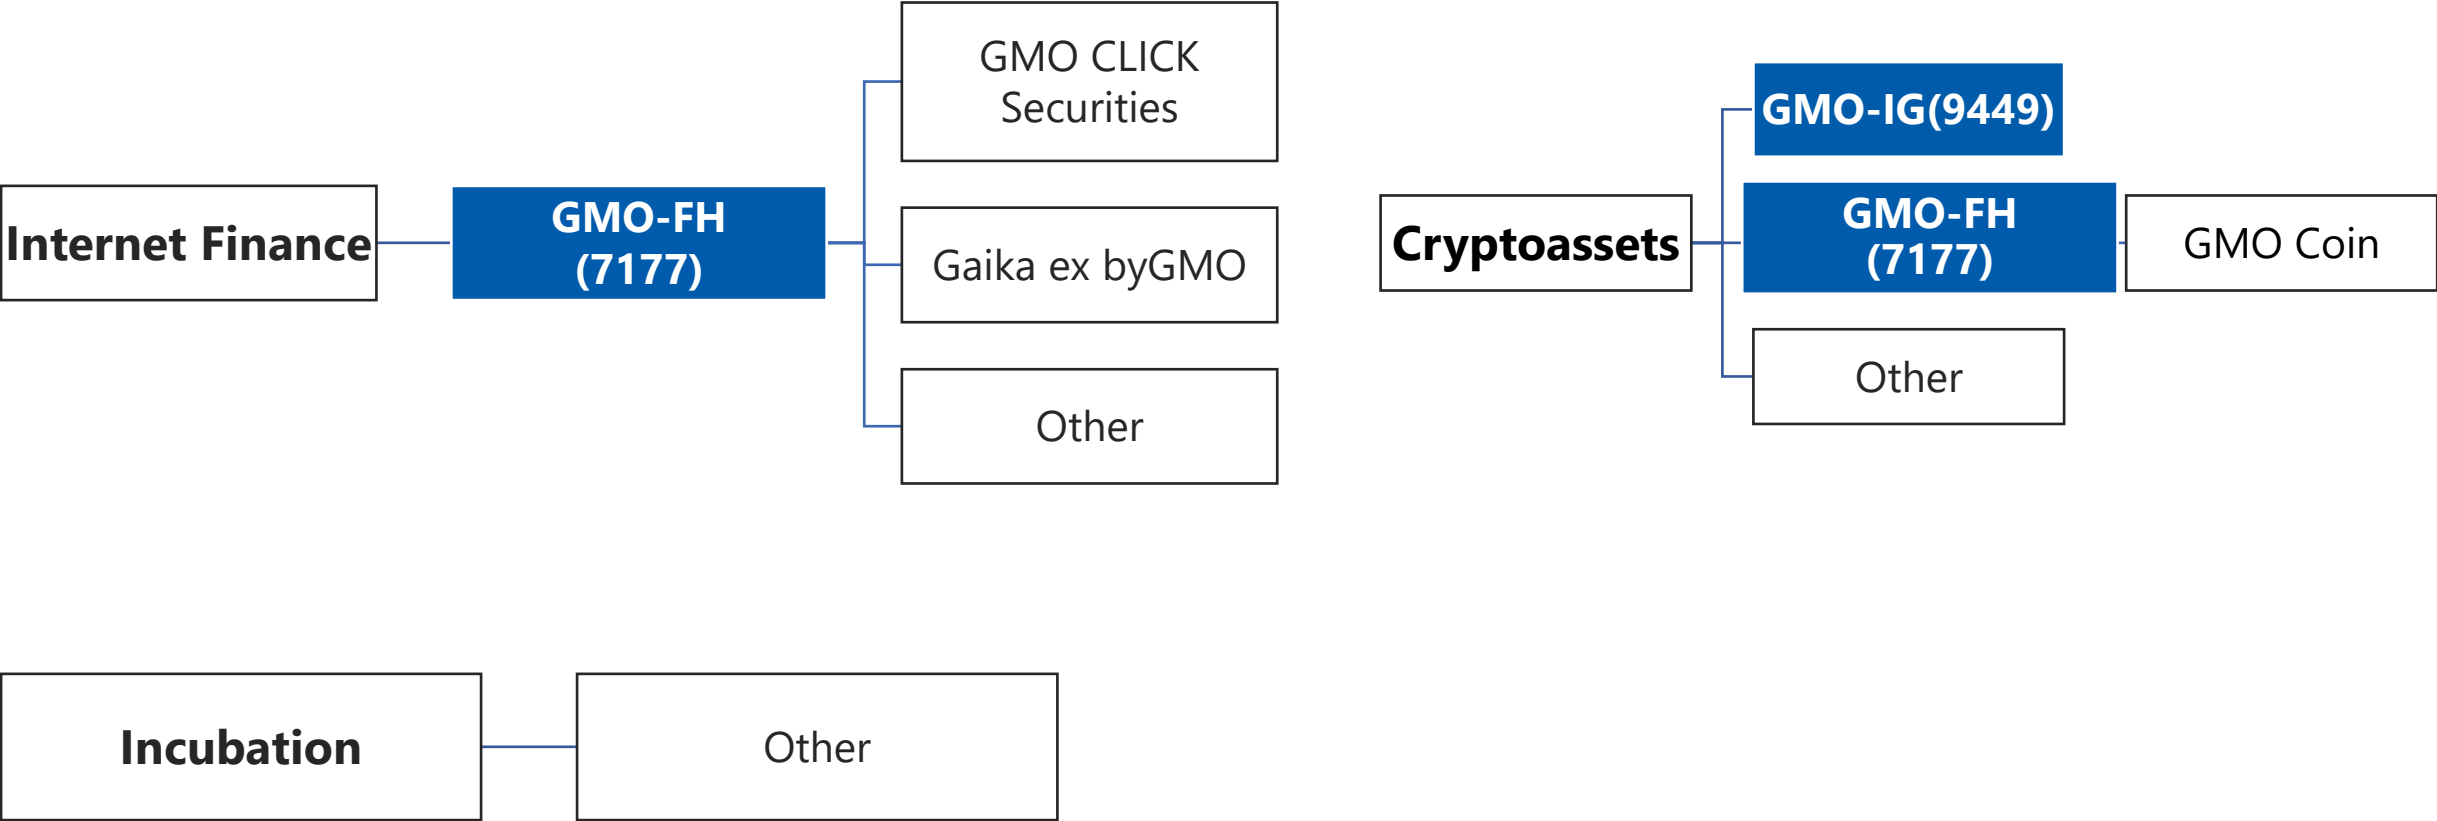 Internet Finance
GMO-FH
(7177)
GMO CLICK
Securities
Gaika ex byGMO
Other
Cryptoassets
GMO-IG(9449)
GMO-FH
(7177)
GMO Coin
Other
Incubation
Other